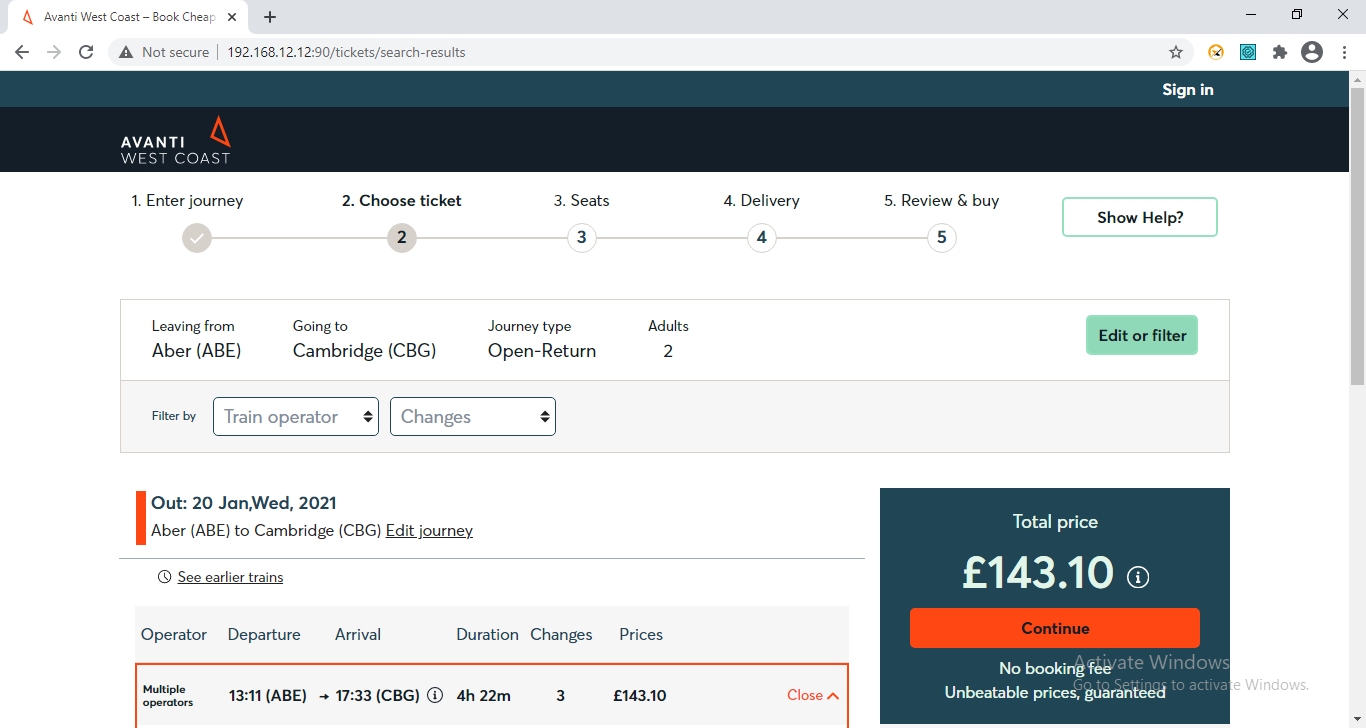 Avanti West Coast – Book Cheap
Not secure 192.168.12.12:90/tickets/search-results
Sign in
AVANTI
WEST COAST
1. Enter journey 2. Choose ticket 3. Seats 4. Delivery 5. Review & buy
2 3 4 5
Show Help?
Leaving from Going to Journey type Adults
Aber (ABE) Cambridge (CBG) Open-Return 2
Edit or filter
Filter by Train operator Changes
Out: 20 Jan,Wed, 2021
Aber (ABE) to Cambridge (CBG) Edit journey
See earlier trains
Operator Departure Arrival Duration Changes Prices
Multiple
operators
13:11 (ABE) → 17:33 (CBG) 4h 22m 3 £143.10 Close
Total price
£143.10
Continue
No booking fee
Unbeatable prices, guaranteed
Activate Windows
Go to Settings to activate Windows.